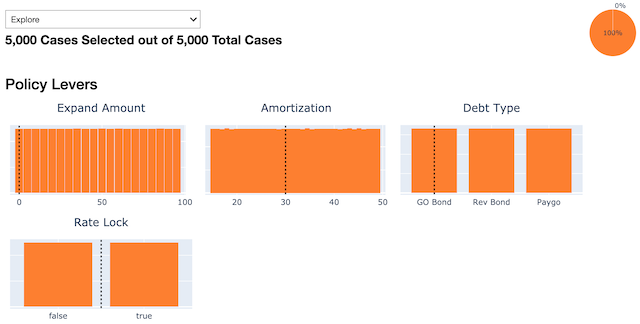 Explore
0%
100%
5,000 Cases Selected out of 5,000 Total Cases
Policy Levers
Expand Amount
0 50 100
Amortization
20 30 40 50
Debt Type
GO Bond Rev Bond Paygo
Rate Lock
false true